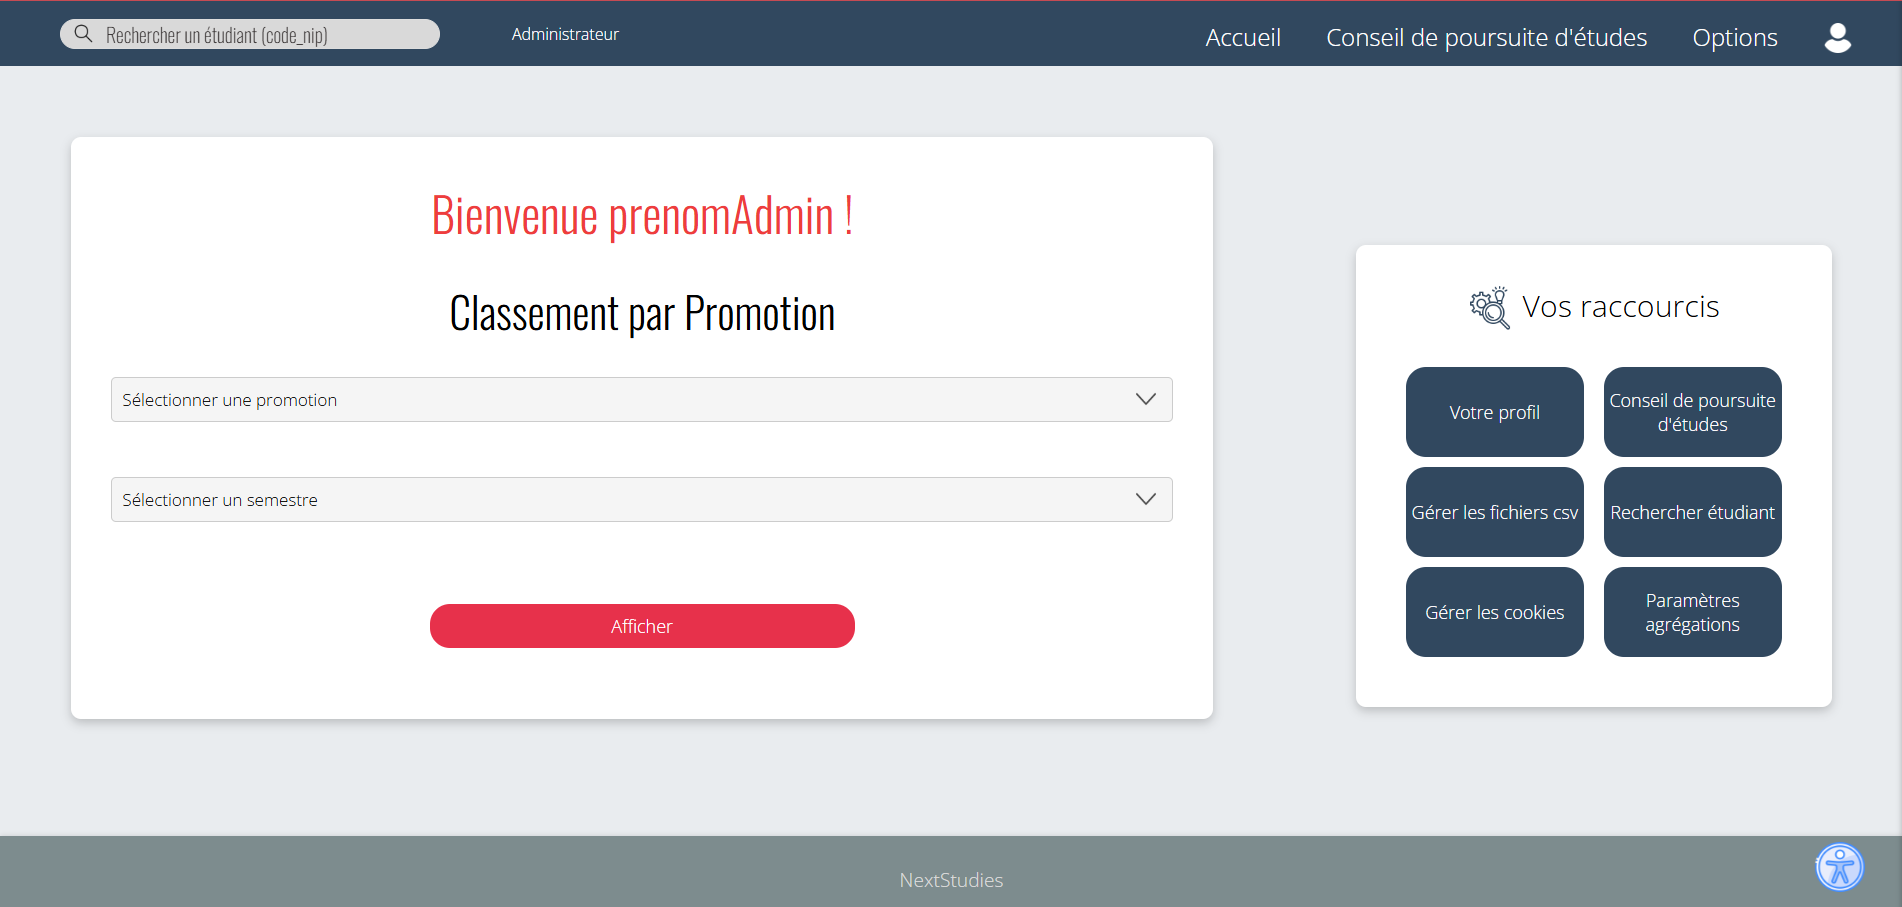 Rechercher un étudiant (code_nip)
Administrateur
Accueil
Conseil de poursuite d'études
Options
Bienvenue prenomAdmin !
Classement par Promotion
Sélectionner une promotion
Sélectionner un semestre
Afficher
Vos raccourcis
Votre profil
Conseil de poursuite
d'études
Gérer les fichiers csv
Rechercher étudiant
Gérer les cookies
Paramètres
agrégations
NextStudies